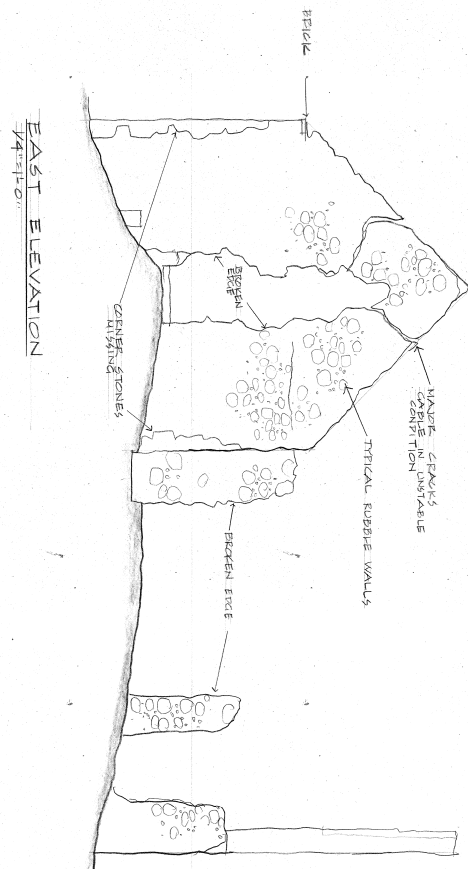 BRICK
MAJOR CRACKS
GABLE IN UNSTABLE
CONDITION
TYPICAL RUBBLE WALLS
BROKEN
EDGE
CORNER STONES
MISSING
BROKEN EDGE
EAST ELEVATION
1/4"=1'-0"